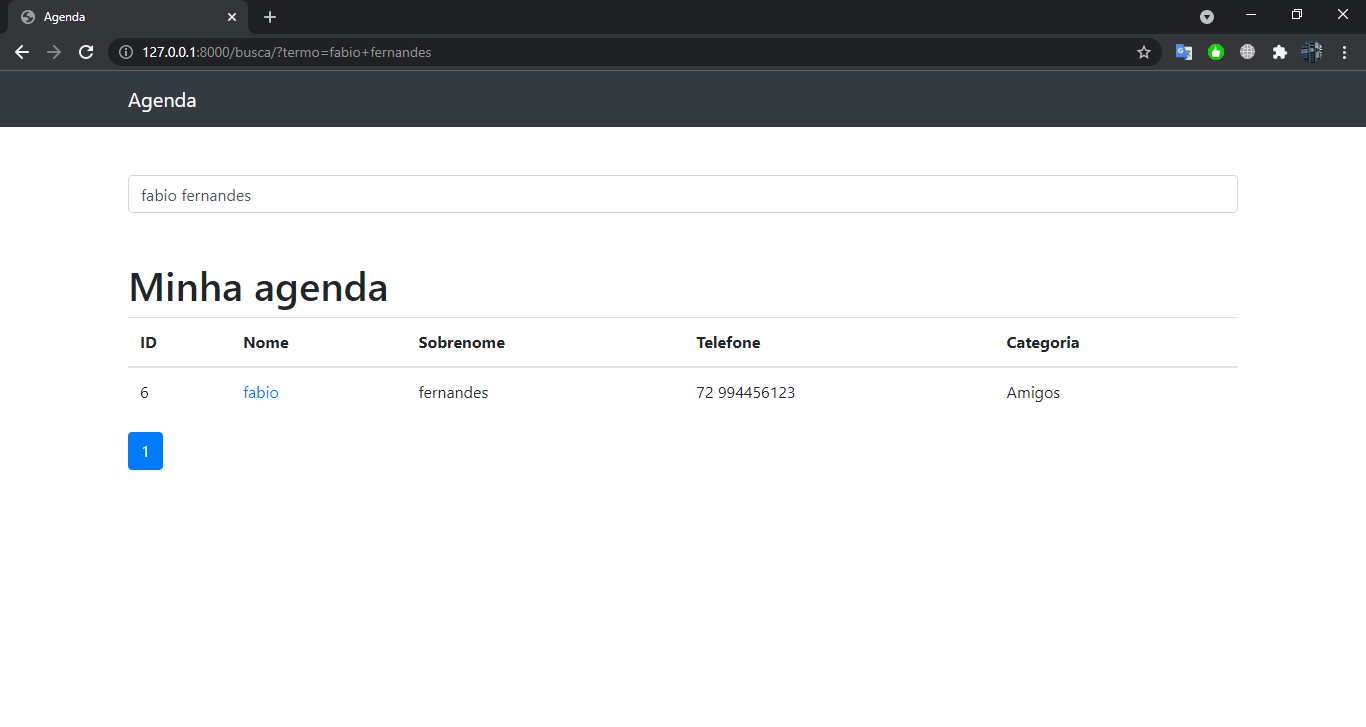 Agenda
127.0.0.1:8000/busca/?termo=fabio+fernandes
Agenda
fabio fernandes
Minha agenda
ID Nome Sobrenome Telefone Categoria
6 fabio fernandes 72 994456123 Amigos
1